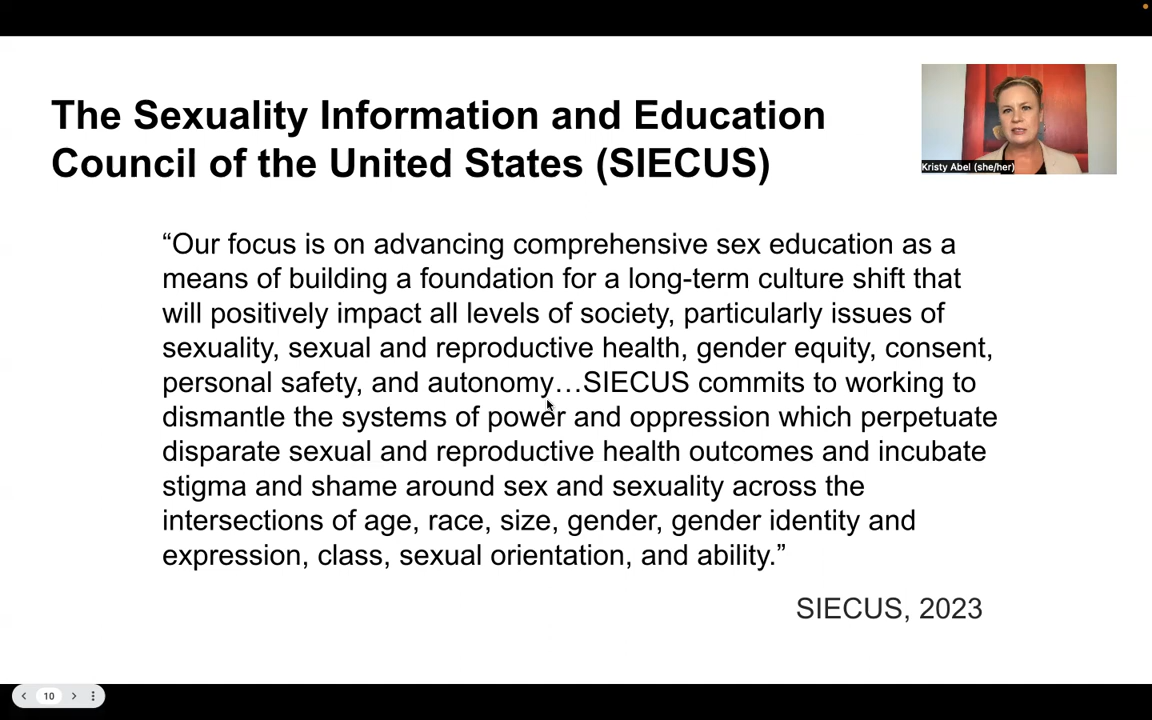 The Sexuality Information and Education
Council of the United States (SIECUS)
Kristy Abel (she/her)
“Our focus is on advancing comprehensive sex education as a
means of building a foundation for a long-term culture shift that
will positively impact all levels of society, particularly issues of
sexuality, sexual and reproductive health, gender equity, consent,
personal safety, and autonomy…SIECUS commits to working to
dismantle the systems of power and oppression which perpetuate
disparate sexual and reproductive health outcomes and incubate
stigma and shame around sex and sexuality across the
intersections of age, race, size, gender, gender identity and
expression, class, sexual orientation, and ability.”
SIECUS, 2023
10